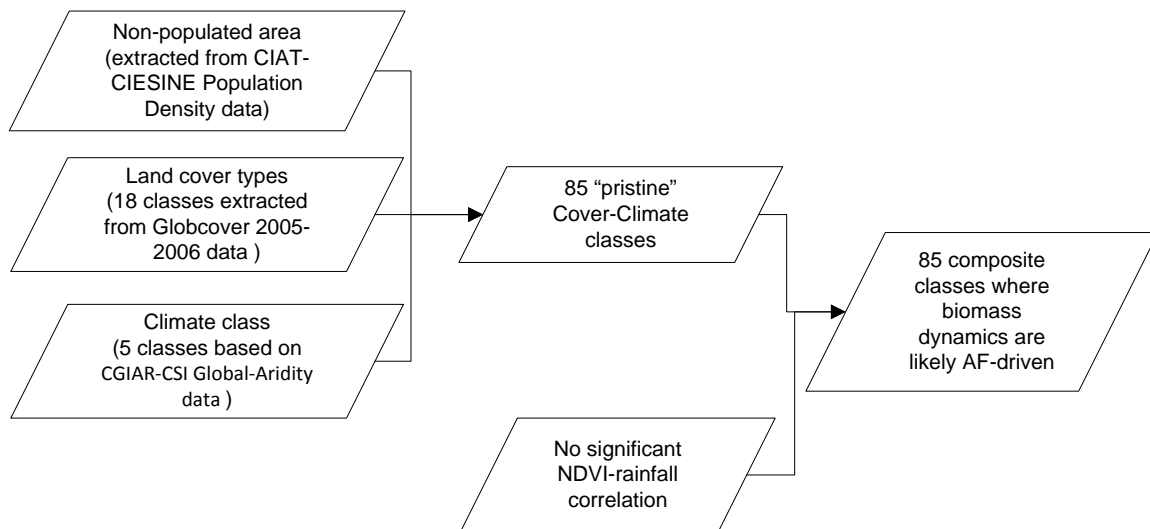 Non-populated area
(extracted from CIAT-
CIESINE Population
Density data)
Land cover types
(18 classes extracted
from Globcover 2005-
2006 data )
Climate class
(5 classes based on
CGIAR-CSI Global-Aridity
data )
85 “pristine”
Cover-Climate
classes
No significant
NDVI-rainfall
correlation
85 composite
classes where
biomass
dynamics are
likely AF-driven